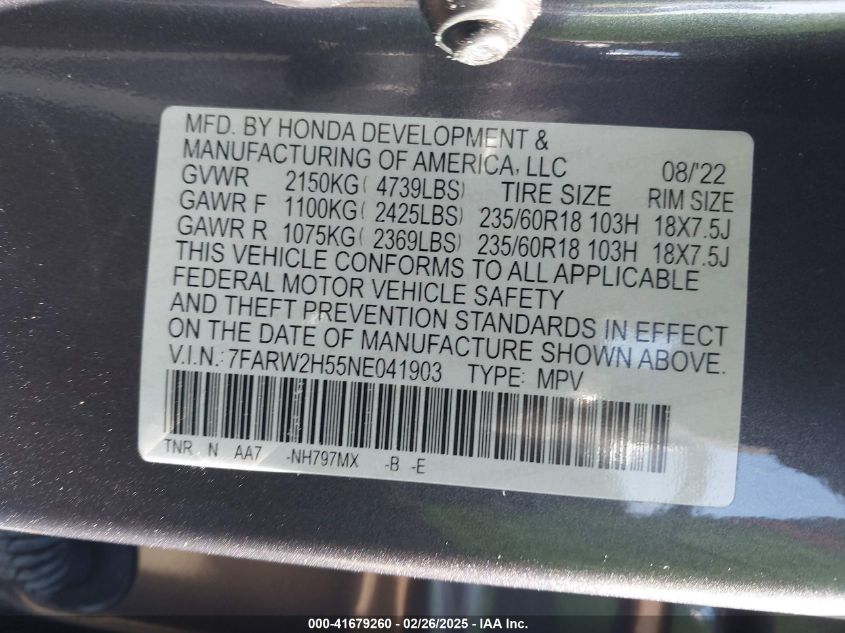 MFD. BY HONDA DEVELOPMENT &
MANUFACTURING OF AMERICA, LLC 08/'22
GVWR 2150KG( 4739LBS) TIRE SIZE RIM SIZE
GAWR F 1100KG( 2425LBS) 235/60R18 103H 18X7.5J
GAWR R 1075KG( 2369LBS) 235/60R18 103H 18X7.5J
THIS VEHICLE CONFORMS TO ALL APPLICABLE
FEDERAL MOTOR VEHICLE SAFETY
AND THEFT PREVENTION STANDARDS IN EFFECT
ON THE DATE OF MANUFACTURE SHOWN ABOVE.
V.I.N.: 7FARW2H55NE041903 TYPE: MPV
TNR N AA7 -NH797MX -B -E
000-41679260 - 02/26/2025 - IAA Inc.